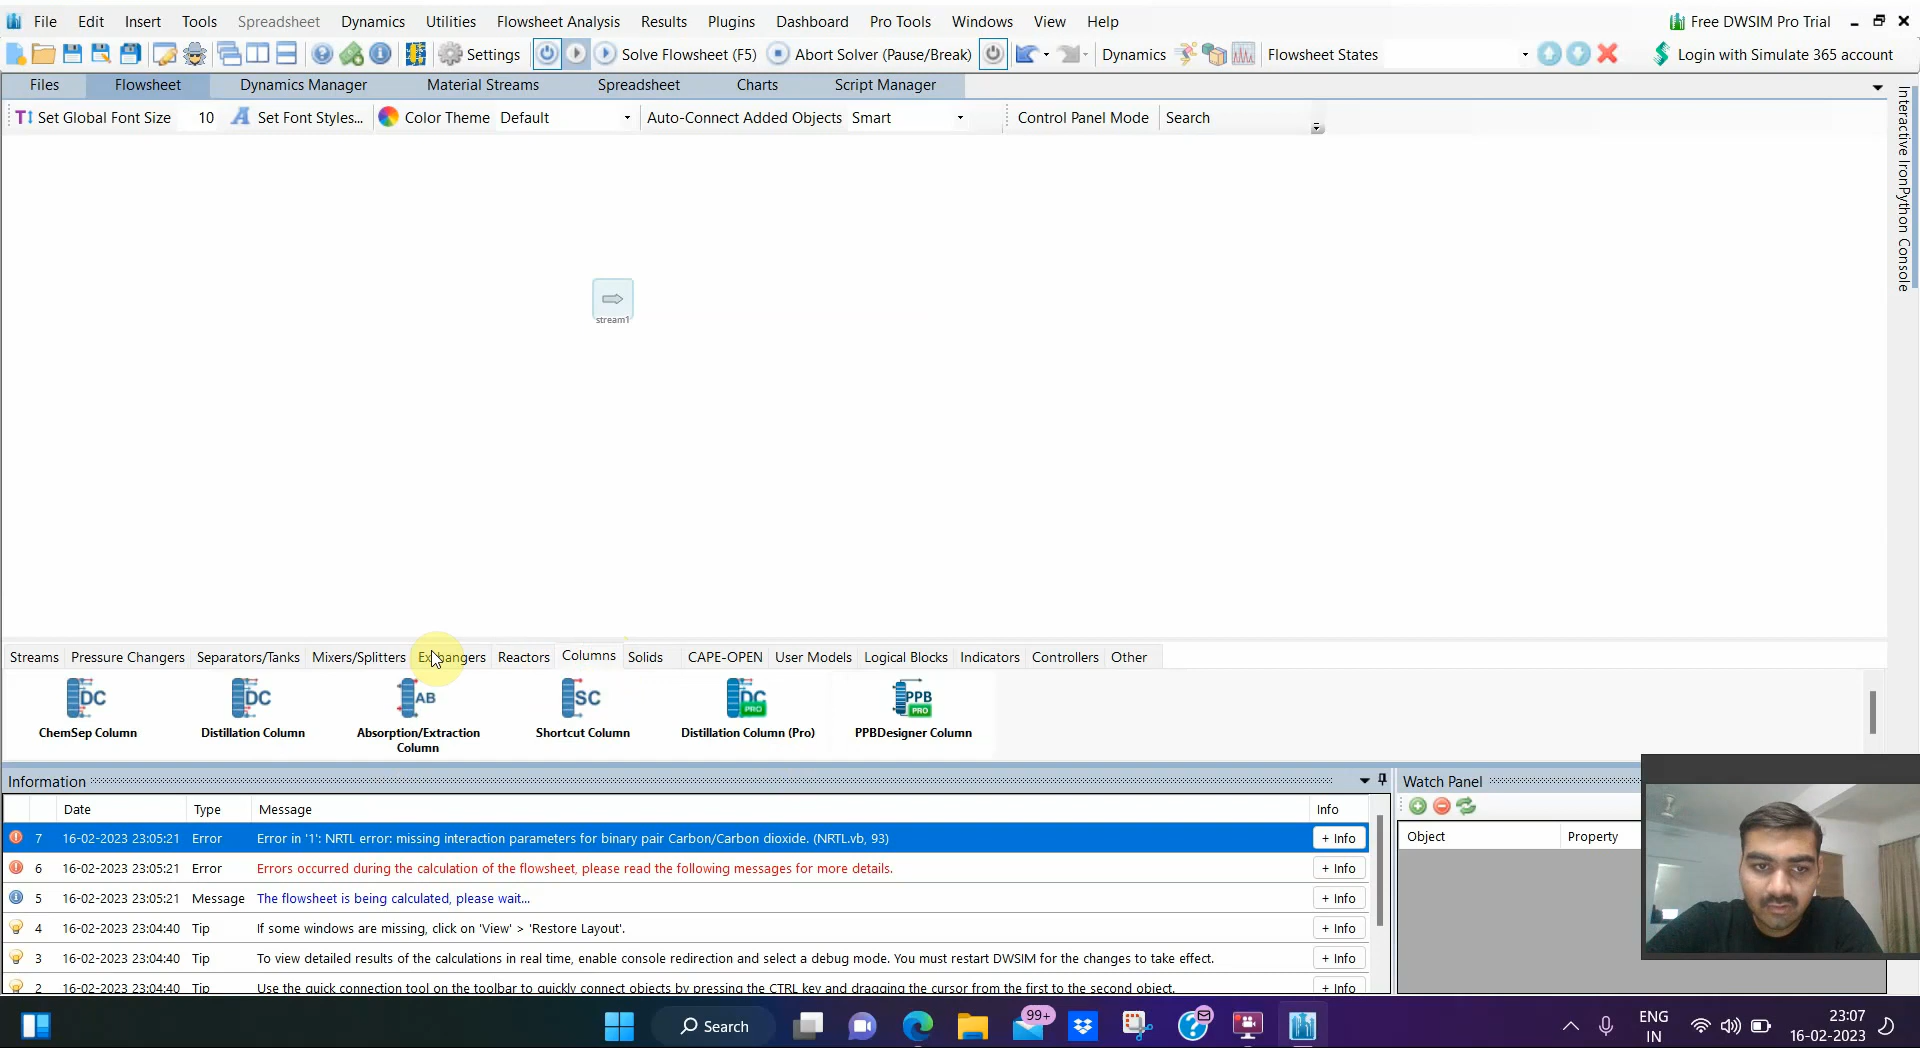 File Edit Insert Tools Spreadsheet Dynamics Utilities Flowsheet Analysis Results Plugins Dashboard Pro Tools Windows View Help Free DWSIM Pro Trial
Settings Solve Flowsheet (F5) Abort Solver (Pause/Break) Dynamics Flowsheet States Login with Simulate 365 account
Files Flowsheet Dynamics Manager Material Streams Spreadsheet Charts Script Manager
Set Global Font Size 10 Set Font Styles... Color Theme Default Auto-Connect Added Objects Smart Control Panel Mode Search
Interactive IronPython Console
stream1
Streams Pressure Changers Separators/Tanks Mixers/Splitters Exchangers Reactors Columns Solids CAPE-OPEN User Models Logical Blocks Indicators Controllers Other
DC DC AB SC DC PRO PPB PRO
ChemSep Column Distillation Column Absorption/Extraction Column Shortcut Column Distillation Column (Pro) PPBDesigner Column
Information
Watch Panel
Date Type Message Info
Object Property
7 16-02-2023 23:05:21 Error Error in '1': NRTL error: missing interaction parameters for binary pair Carbon/Carbon dioxide. (NRTL.vb, 93) + Info
6 16-02-2023 23:05:21 Error Errors occurred during the calculation of the flowsheet, please read the following messages for more details. + Info
5 16-02-2023 23:05:21 Message The flowsheet is being calculated, please wait... + Info
4 16-02-2023 23:04:40 Tip If some windows are missing, click on 'View' > 'Restore Layout'. + Info
3 16-02-2023 23:04:40 Tip To view detailed results of the calculations in real time, enable console redirection and select a debug mode. You must restart DWSIM for the changes to take effect. + Info
2 16-02-2023 23:04:40 Tip Use the quick connection tool on the toolbar to quickly connect objects by pressing the CTRL key and dragging the cursor from the first to the second object. + Info
Search 99+ ENG IN 23:07 16-02-2023